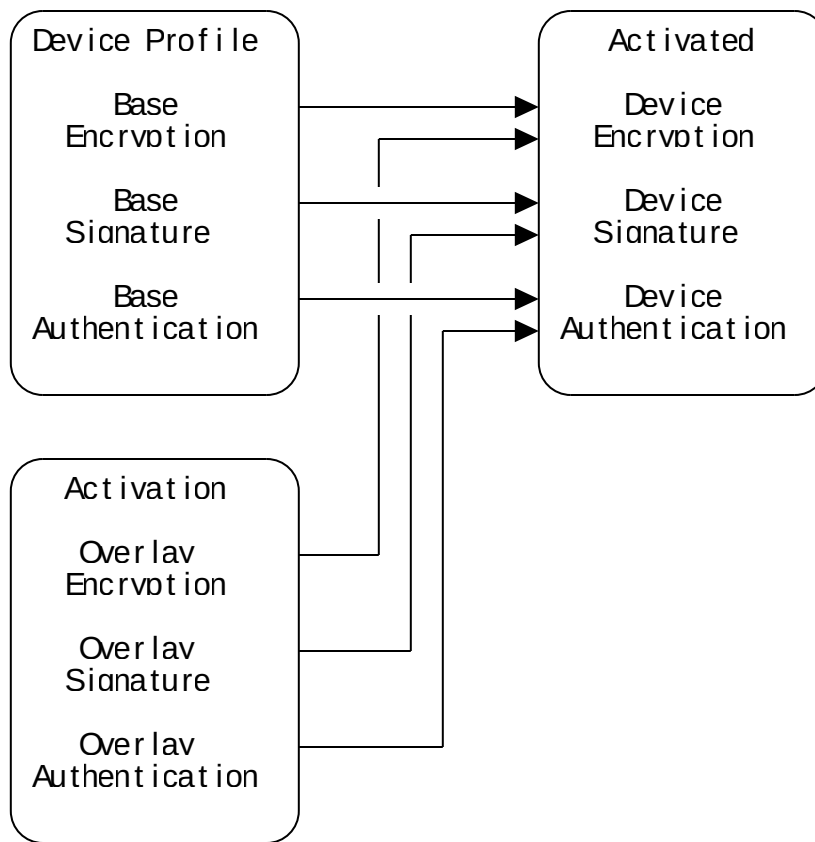 Device Profile
Base
Encryption
Base
Signature
Base
Authentication
Activated
Device
Encryption
Device
Signature
Device
Authentication
Activation
Overlay
Encryption
Overlay
Signature
Overlay
Authentication